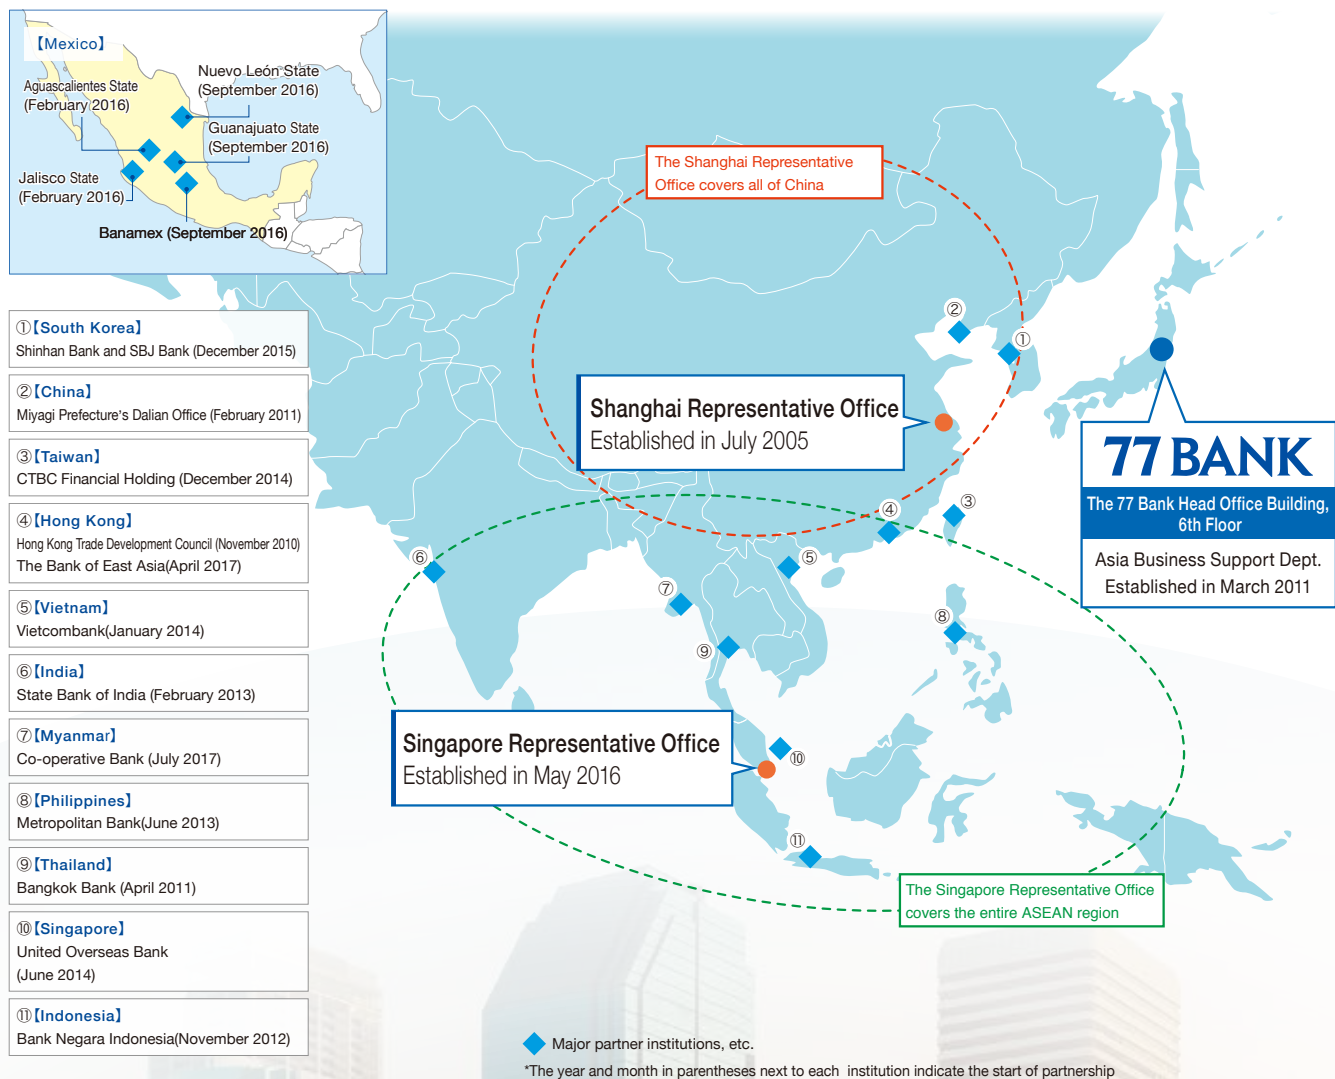 【Mexico】
Aguascalientes State
(February 2016)
Nuevo León State
(September 2016)
Guanajuato State
(September 2016)
Jalisco State
(February 2016)
Banamex (September 2016)
The Shanghai Representative
Office covers all of China
①【South Korea】
Shinhan Bank and SBJ Bank (December 2015)
②【China】
Miyagi Prefecture's Dalian Office (February 2011)
③【Taiwan】
CTBC Financial Holding (December 2014)
④【Hong Kong】
Hong Kong Trade Development Council (November 2010)
The Bank of East Asia(April 2017)
⑤【Vietnam】
Vietcombank(January 2014)
⑥【India】
State Bank of India (February 2013)
⑦【Myanmar】
Co-operative Bank (July 2017)
⑧【Philippines】
Metropolitan Bank(June 2013)
⑨【Thailand】
Bangkok Bank (April 2011)
⑩【Singapore】
United Overseas Bank
(June 2014)
⑪【Indonesia】
Bank Negara Indonesia(November 2012)
②
①
Shanghai Representative Office
Established in July 2005
77 BANK
The 77 Bank Head Office Building,
6th Floor
Asia Business Support Dept.
Established in March 2011
③
④
⑤
⑥
⑦
⑧
⑨
Singapore Representative Office
Established in May 2016
⑩
⑪
The Singapore Representative Office
covers the entire ASEAN region
Major partner institutions, etc.
*The year and month in parentheses next to each institution indicate the start of partnership